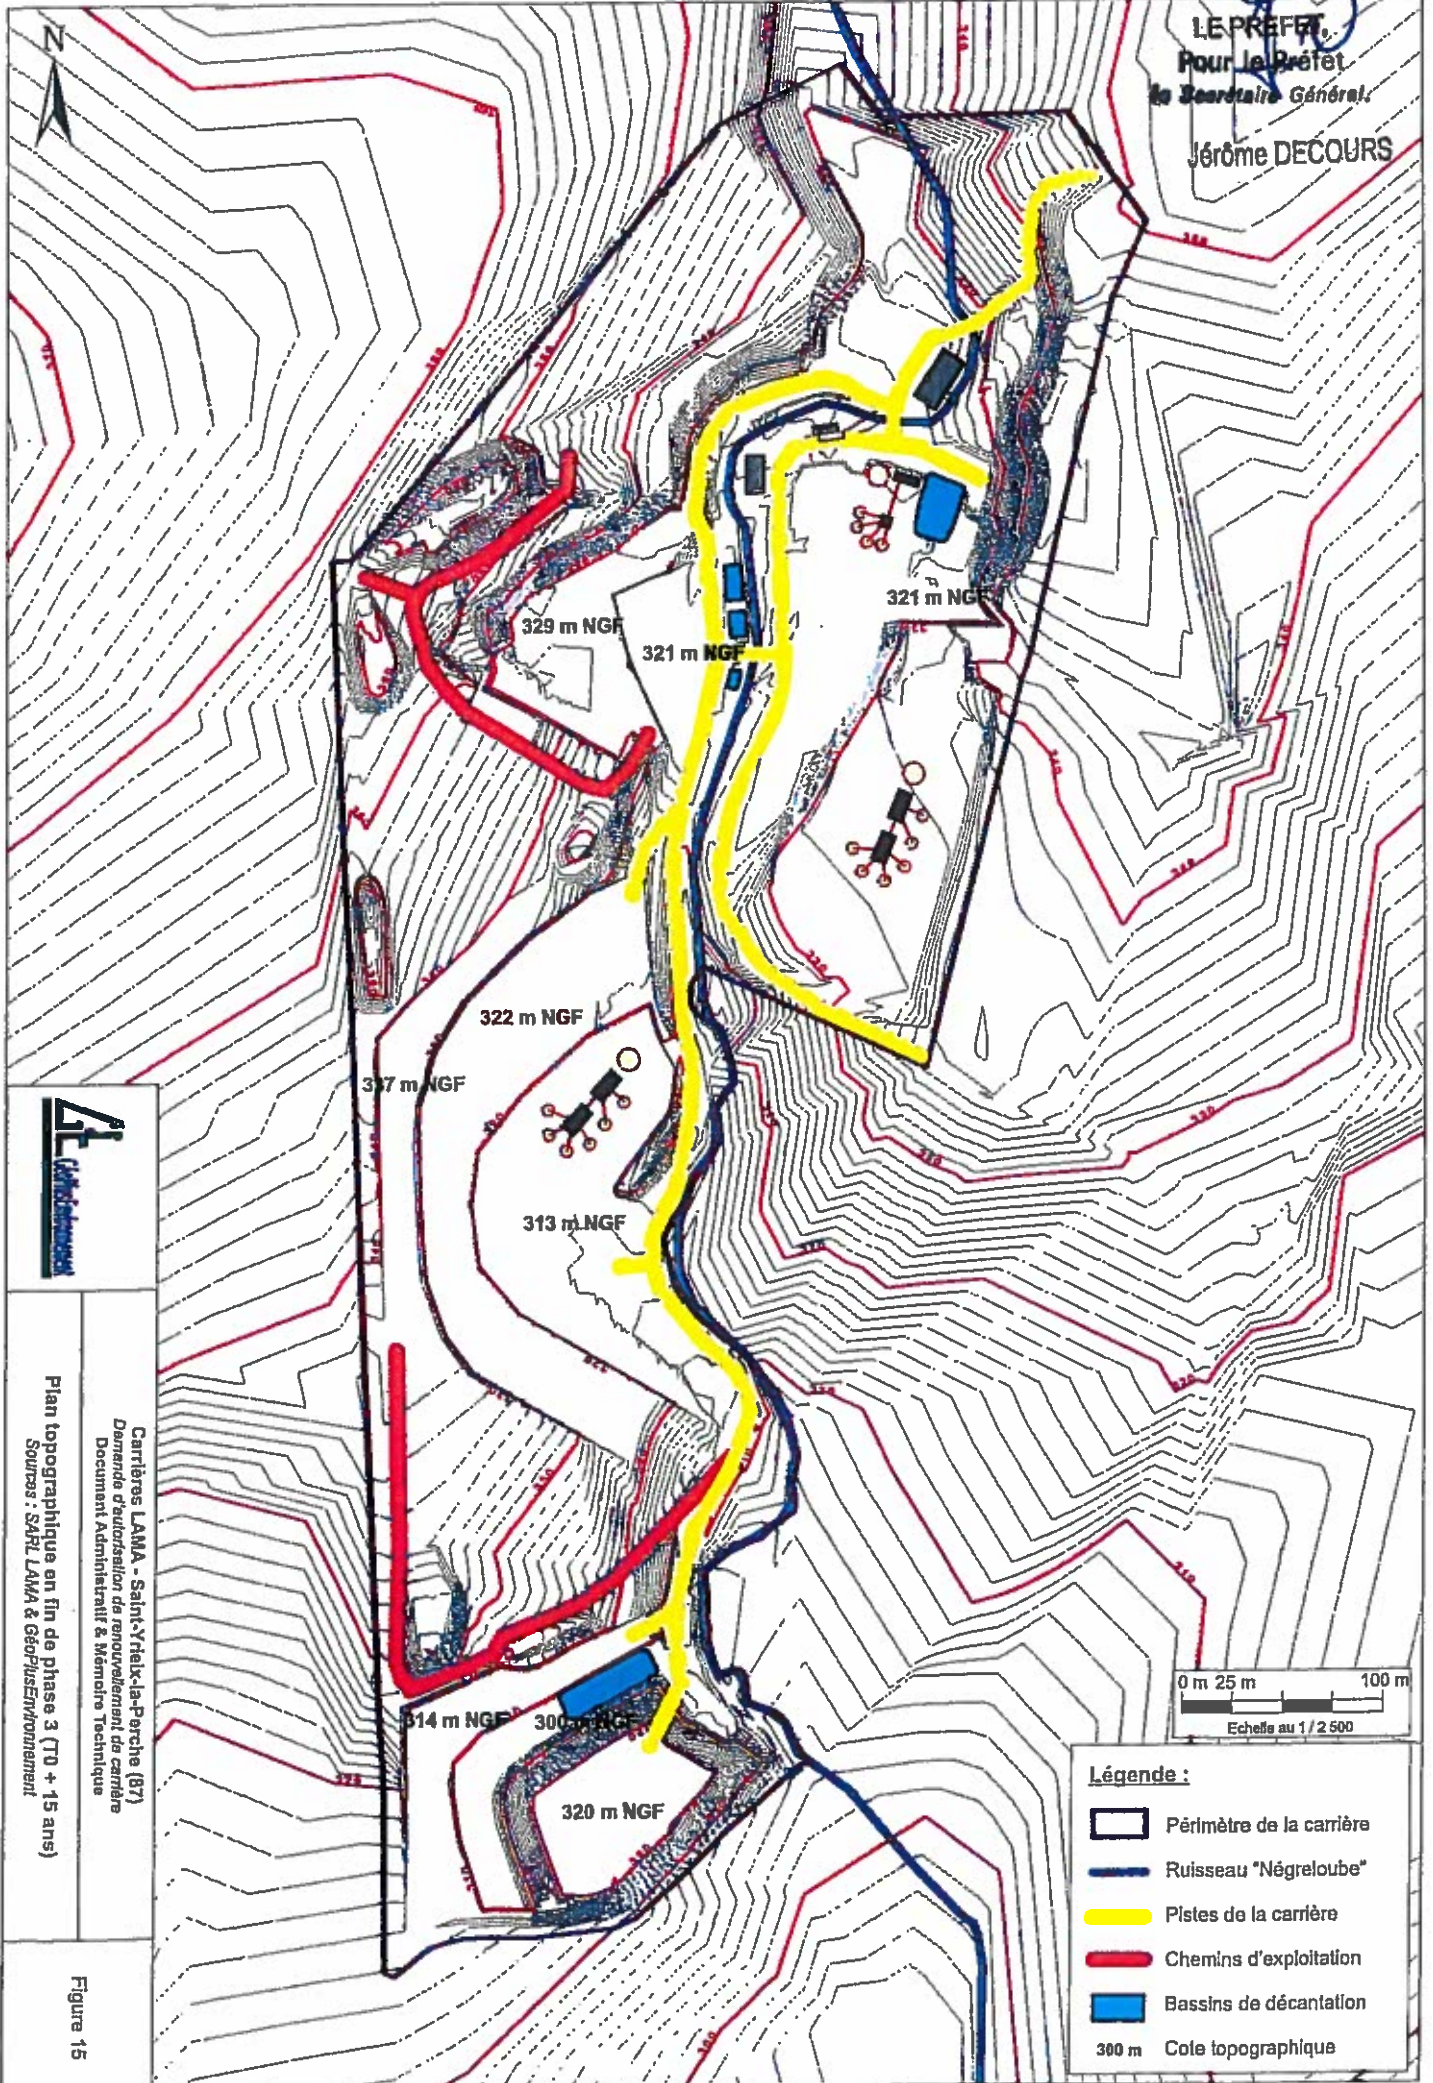 N
LE PREFET,
Pour le Préfet
le Secrétaire Général.
Jérôme DECOURS
329 m NGF
321 m NGF
321 m NGF
322 m NGF
337 m NGF
313 m NGF
314 m NGF
300 m NGF
320 m NGF
0 m 25 m 100 m
Echelle au 1 / 2 500
Légende :
Périmètre de la carrière
Ruisseau "Négreloube"
Pistes de la carrière
Chemins d'exploitation
Bassins de décantation
300 m Cote topographique
Carrières LAMA - Saint-Yrieix-la-Perche (87)
Demande d'autorisation de renouvellement de carrière
Document Administratif & Mémoire Technique
Plan topographique en fin de phase 3 (T0 + 15 ans)
Sources : SARL LAMA & GéoPlusEnvironnement
Figure 15